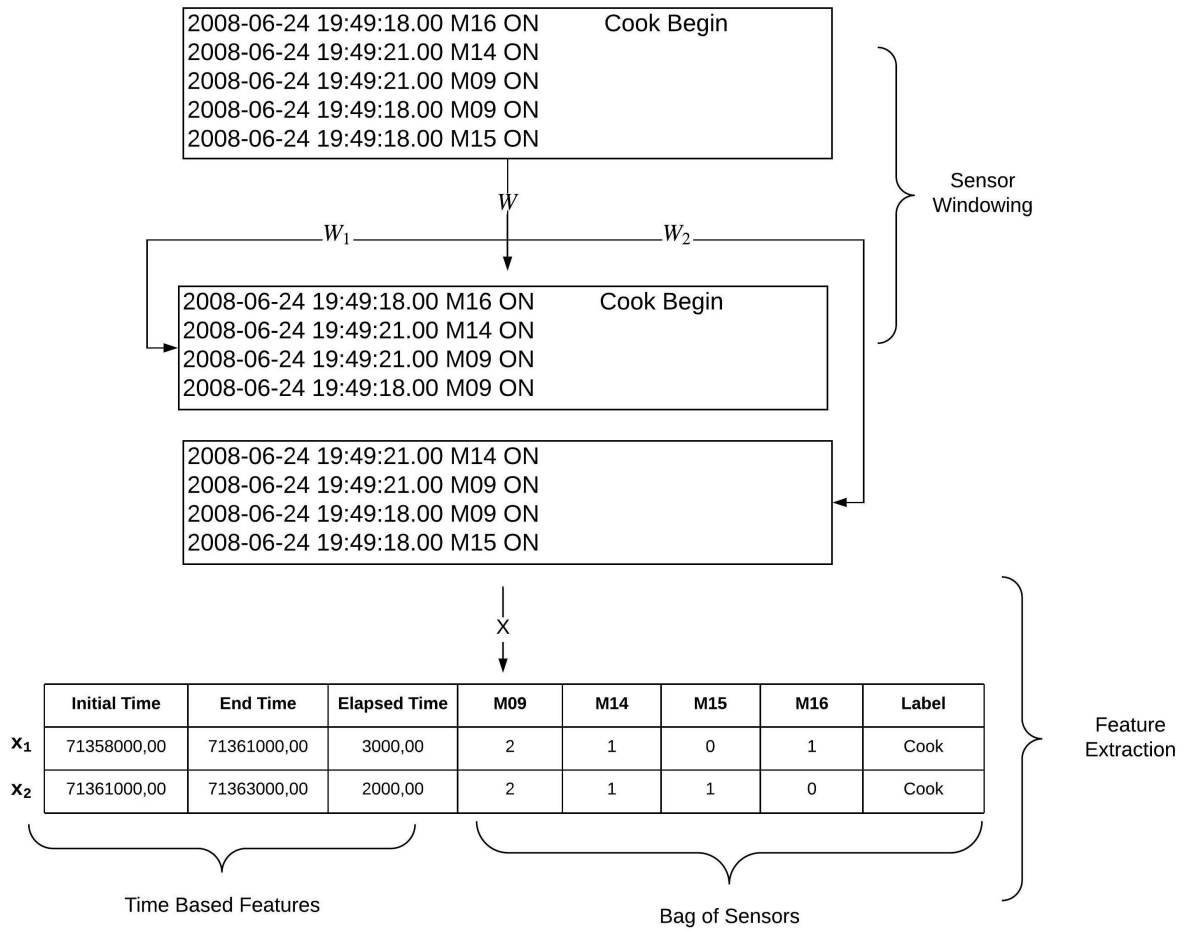 2008-06-24 19:49:18.00 M16 ON Cook Begin
2008-06-24 19:49:21.00 M14 ON
2008-06-24 19:49:21.00 M09 ON
2008-06-24 19:49:18.00 M09 ON
2008-06-24 19:49:18.00 M15 ON
Sensor
Windowing
W
W1
W2
2008-06-24 19:49:18.00 M16 ON Cook Begin
2008-06-24 19:49:21.00 M14 ON
2008-06-24 19:49:21.00 M09 ON
2008-06-24 19:49:18.00 M09 ON
2008-06-24 19:49:21.00 M14 ON
2008-06-24 19:49:21.00 M09 ON
2008-06-24 19:49:18.00 M09 ON
2008-06-24 19:49:18.00 M15 ON
X
Initial Time End Time Elapsed Time M09 M14 M15 M16 Label
x1 71358000,00 71361000,00 3000,00 2 1 0 1 Cook
x2 71361000,00 71363000,00 2000,00 2 1 1 0 Cook
Feature
Extraction
Time Based Features
Bag of Sensors